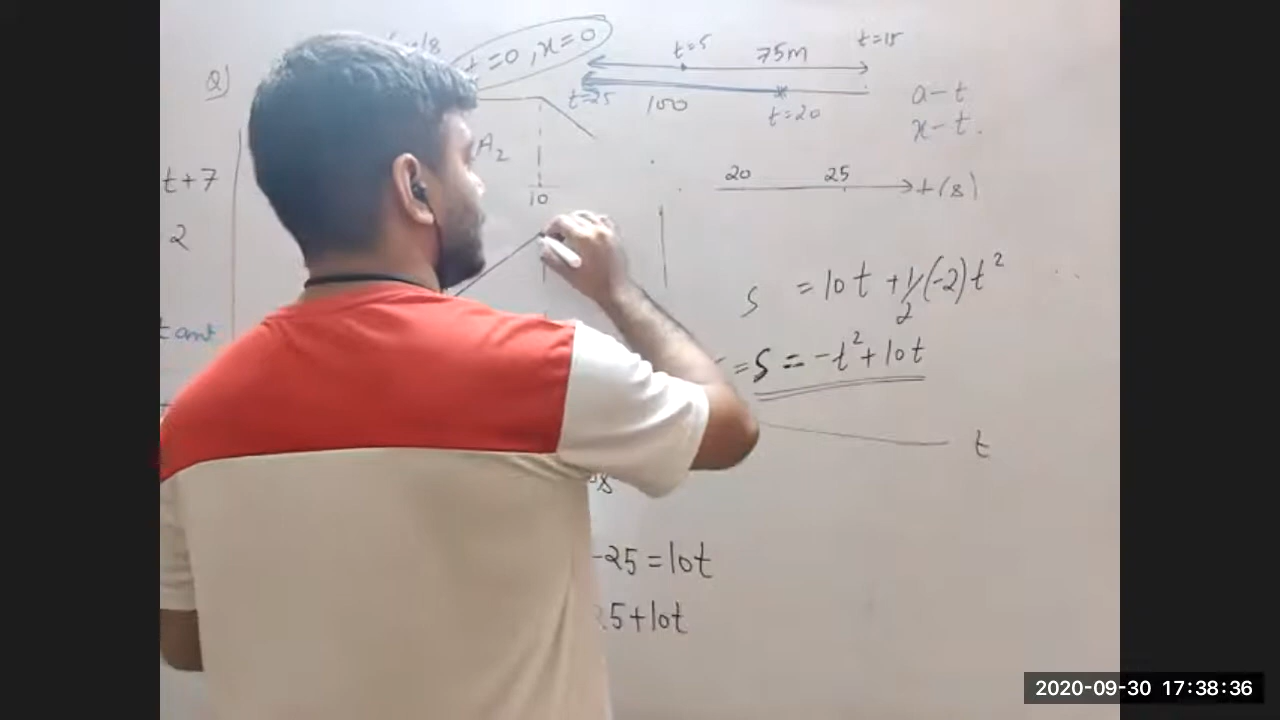 Q)
t=0, x=0
t=5
75m
t=15
t=25
100
t=20
a-t
x-t.
A2
10
t+7
2
20
25
t(s)
S = 10t + 1/2(-2)t²
= S = -t² + 10t
t
-25 = 10t
5+10t
2020-09-30 17:38:36